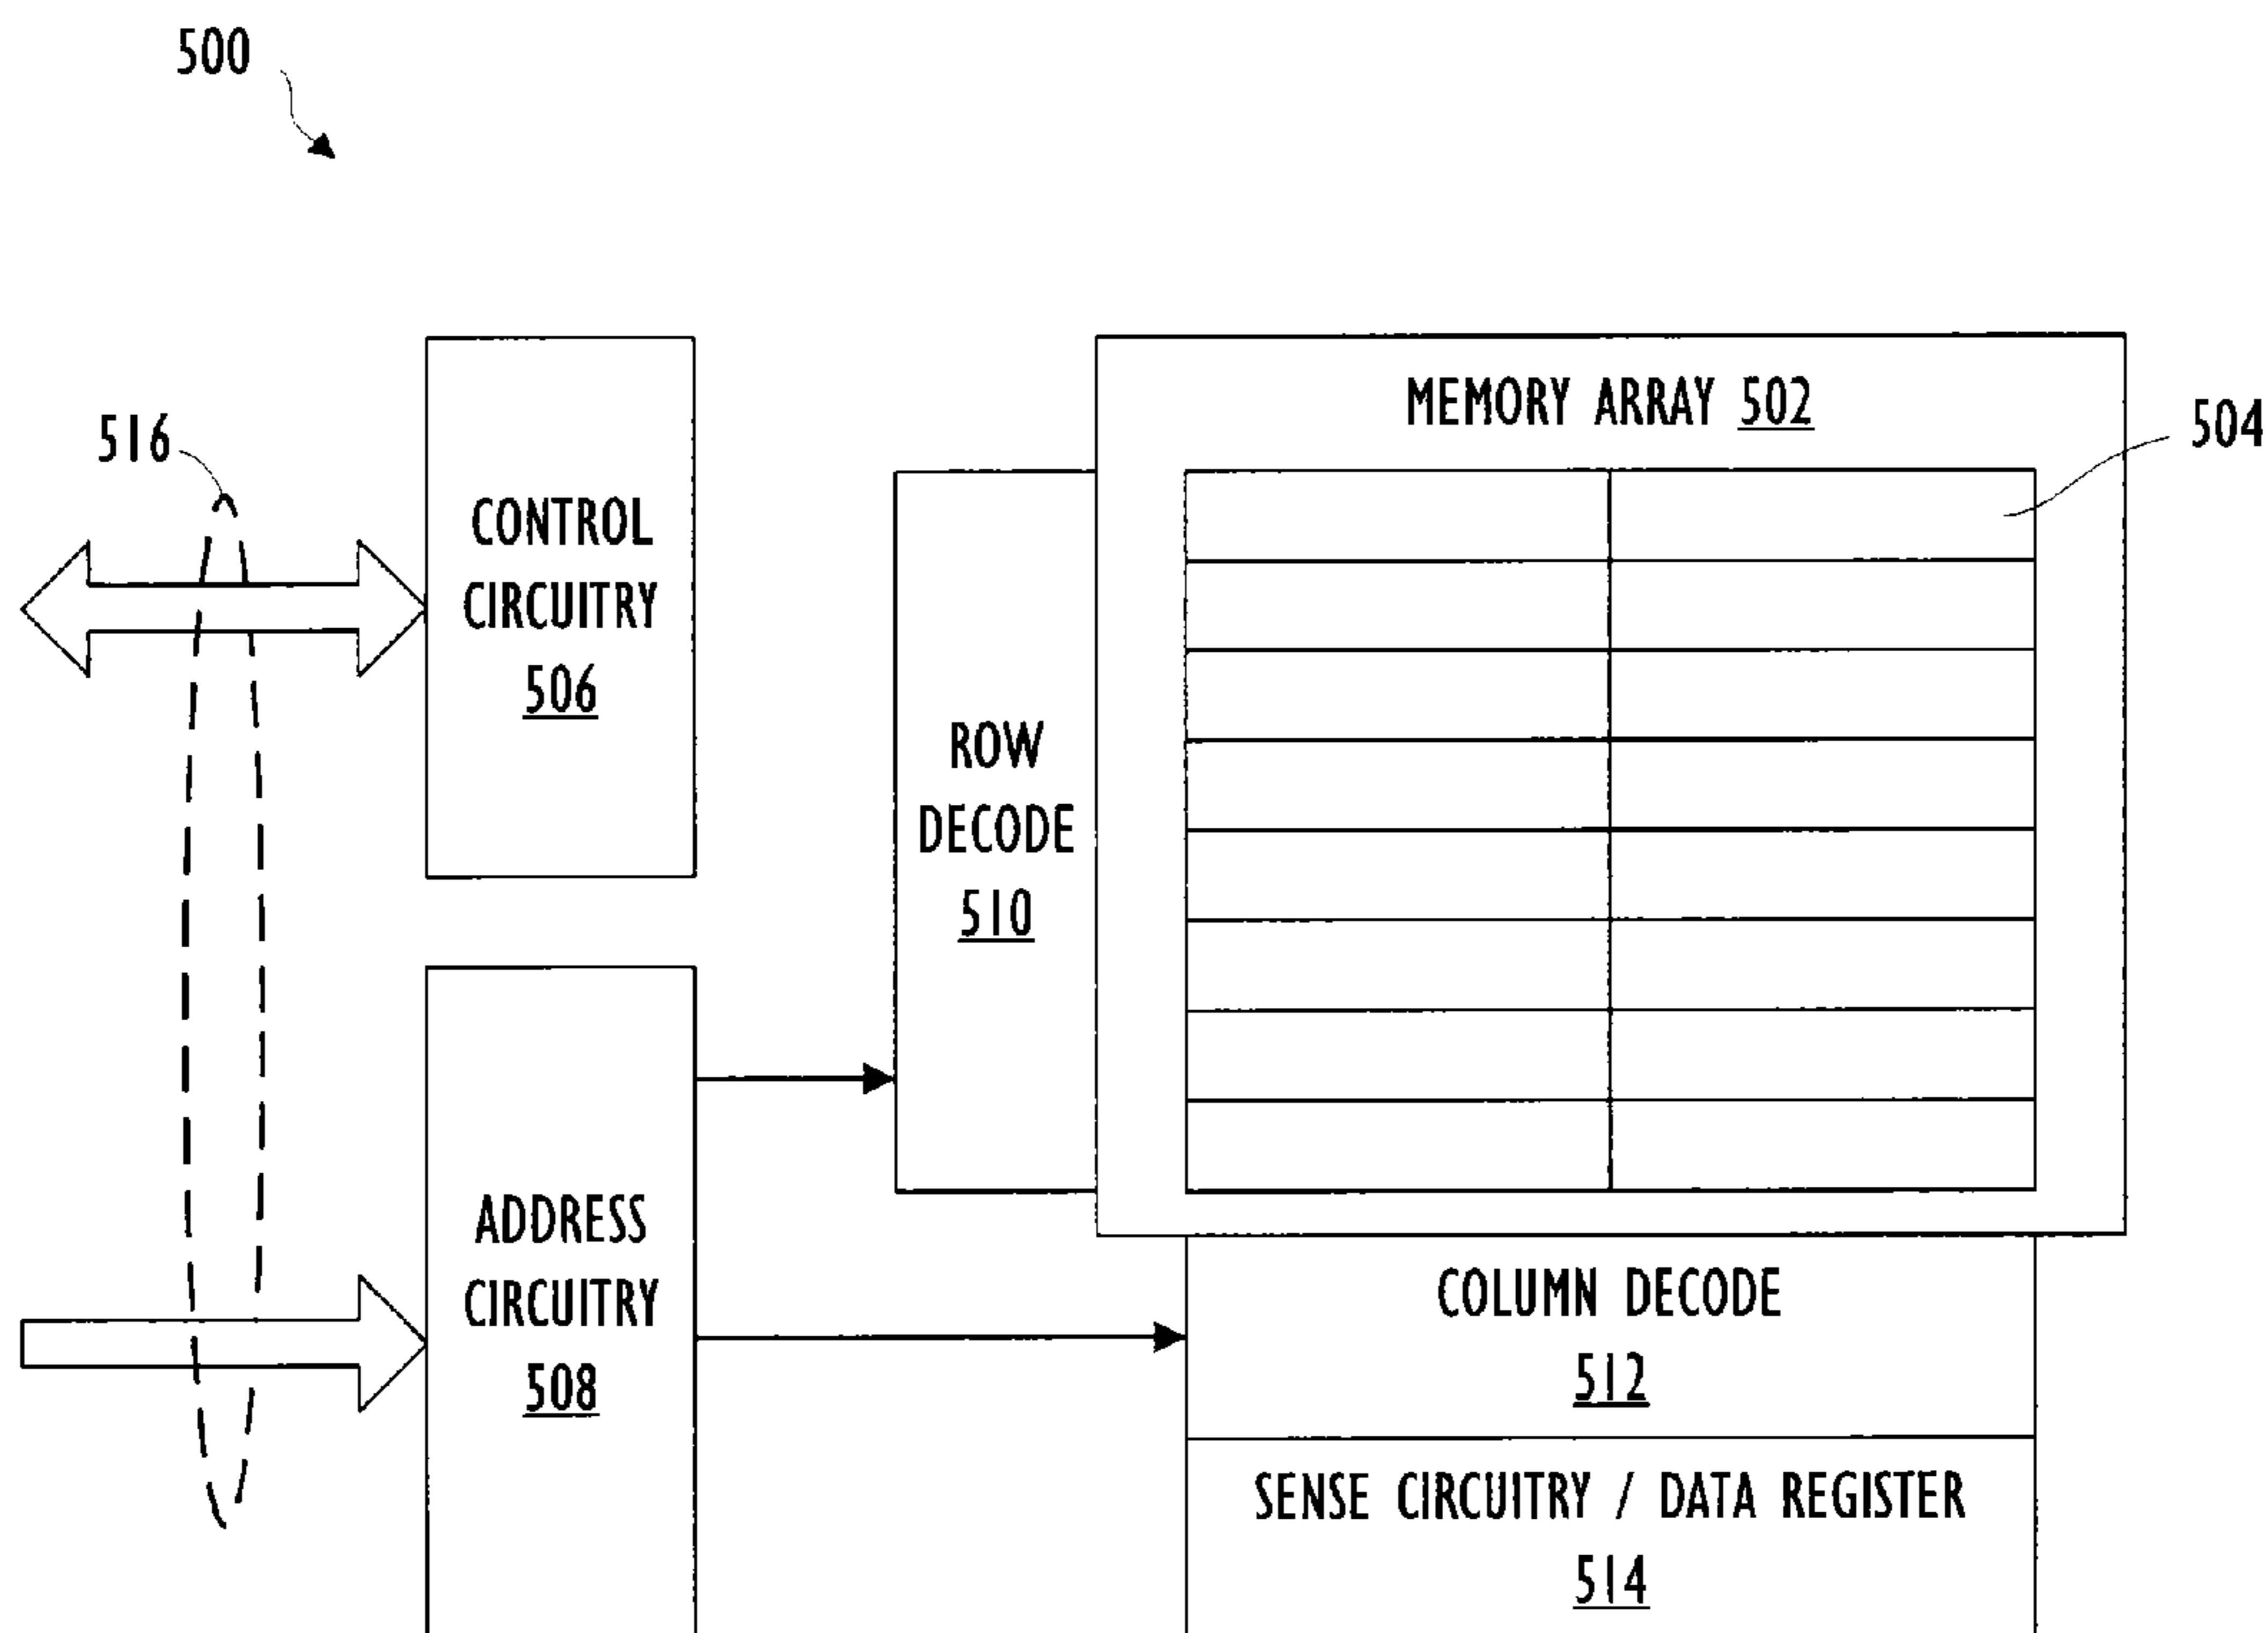 500
516
CONTROL
CIRCUITRY
506
MEMORY ARRAY 502
504
ROW
DECODE
510
ADDRESS
CIRCUITRY
508
COLUMN DECODE
512
SENSE CIRCUITRY / DATA REGISTER
514